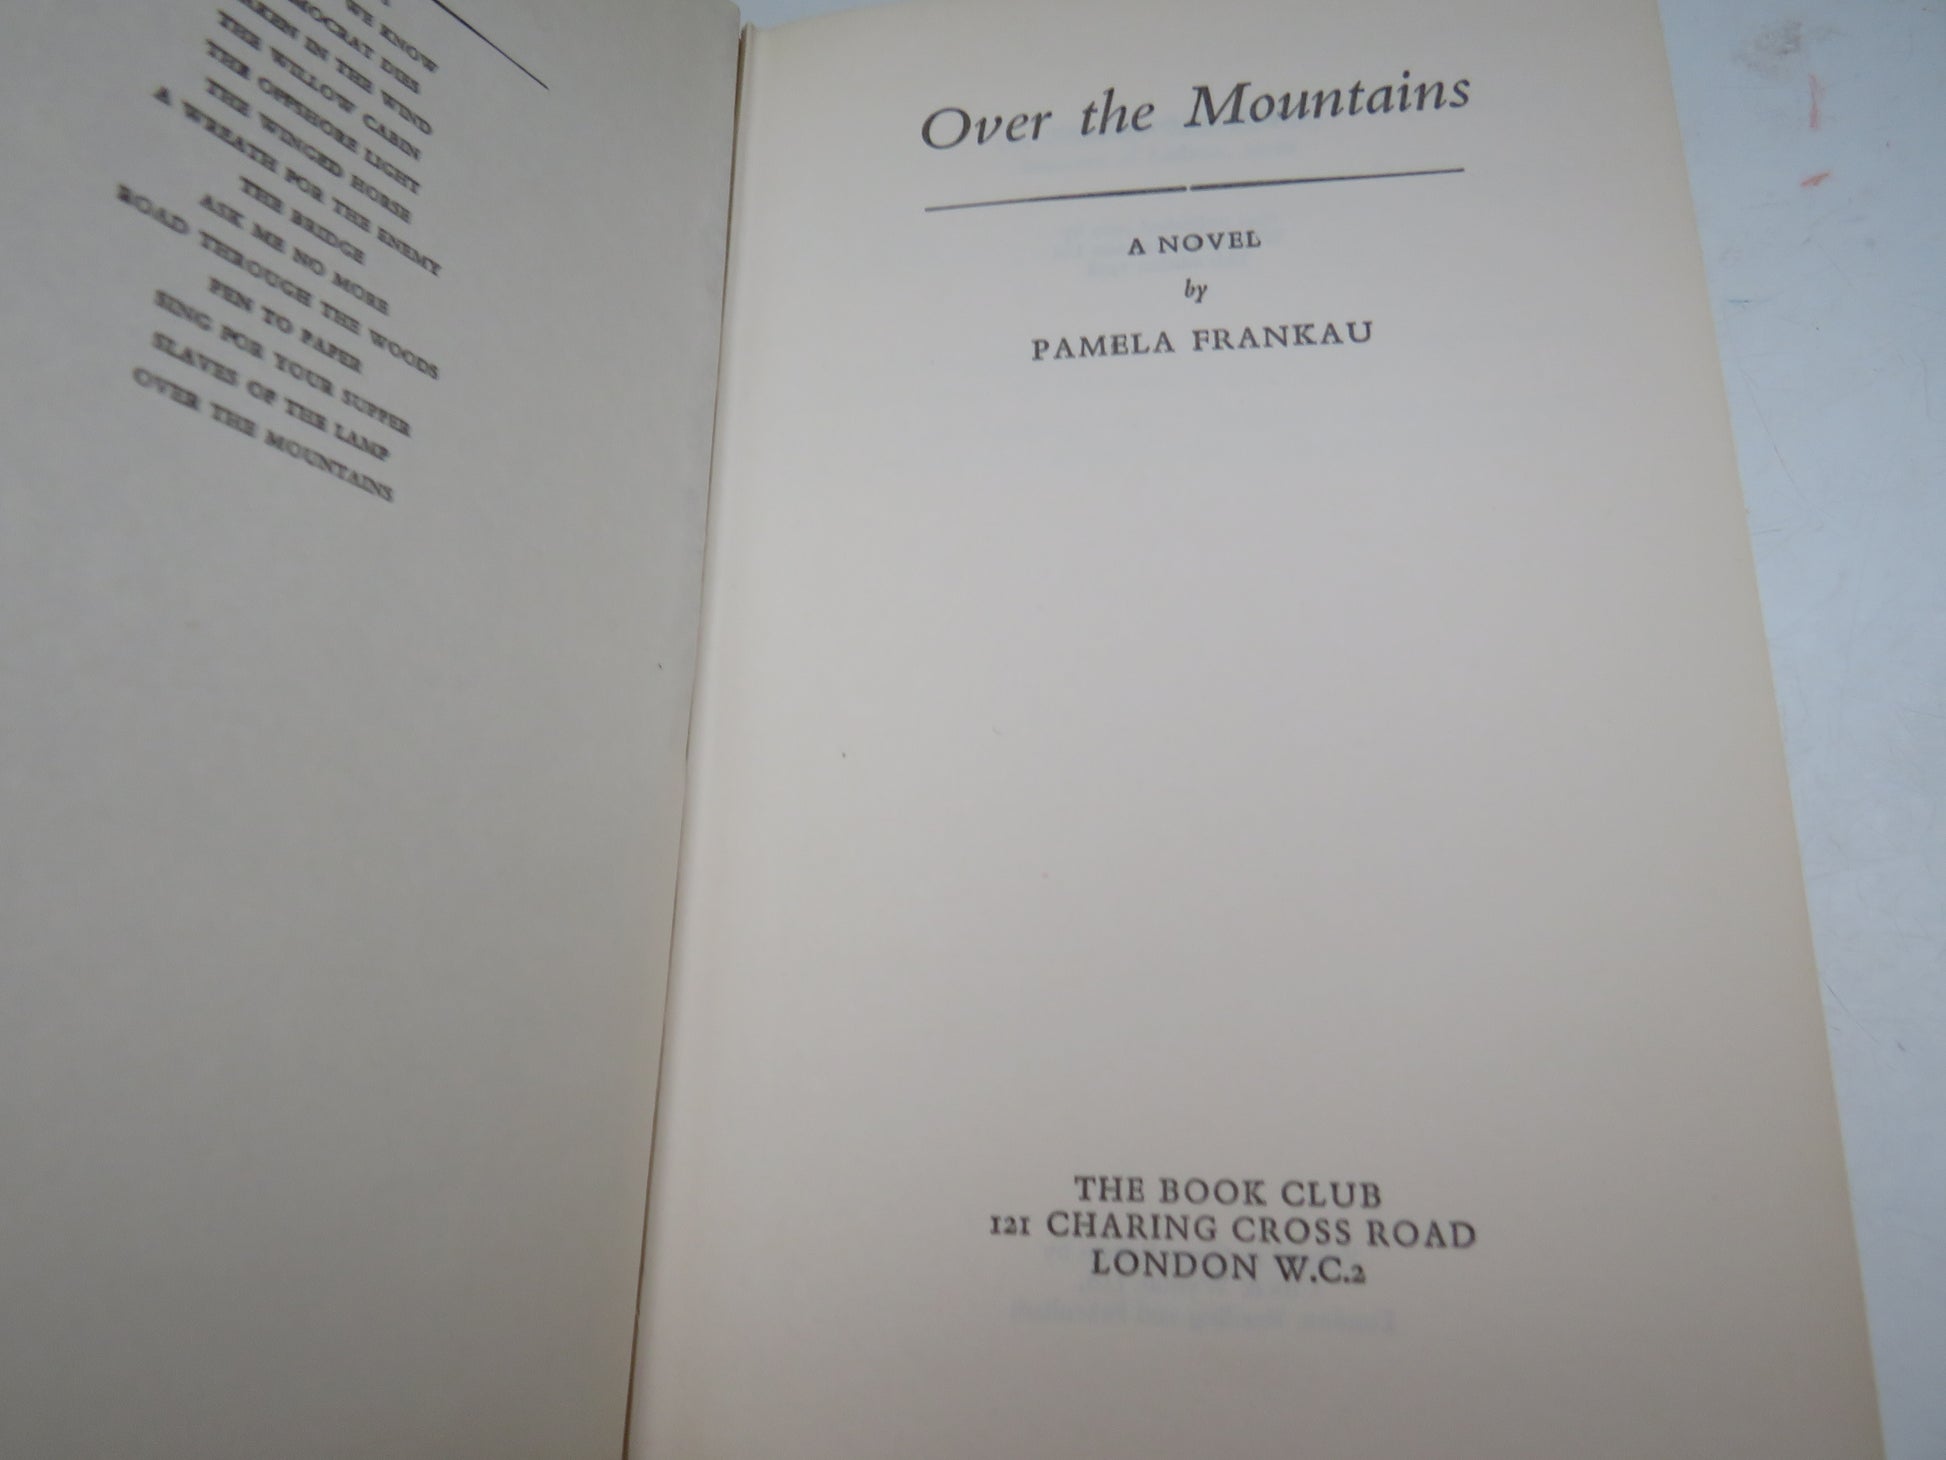 WE KNOW
DEMOCRAT DIES
SHAKEN IN THE WIND
THE WILLOW CABIN
THE OFFSHORE LIGHT
THE WINGED HORSE
A WREATH FOR THE ENEMY
THE BRIDGE
ASK ME NO MORE
ROAD THROUGH THE WOODS
PEN TO PAPER
SING FOR YOUR SUPPER
SLAVES OF THE LAMP
OVER THE MOUNTAINS
Over the Mountains
A NOVEL
by
PAMELA FRANKAU
THE BOOK CLUB
121 CHARING CROSS ROAD
LONDON W.C.2